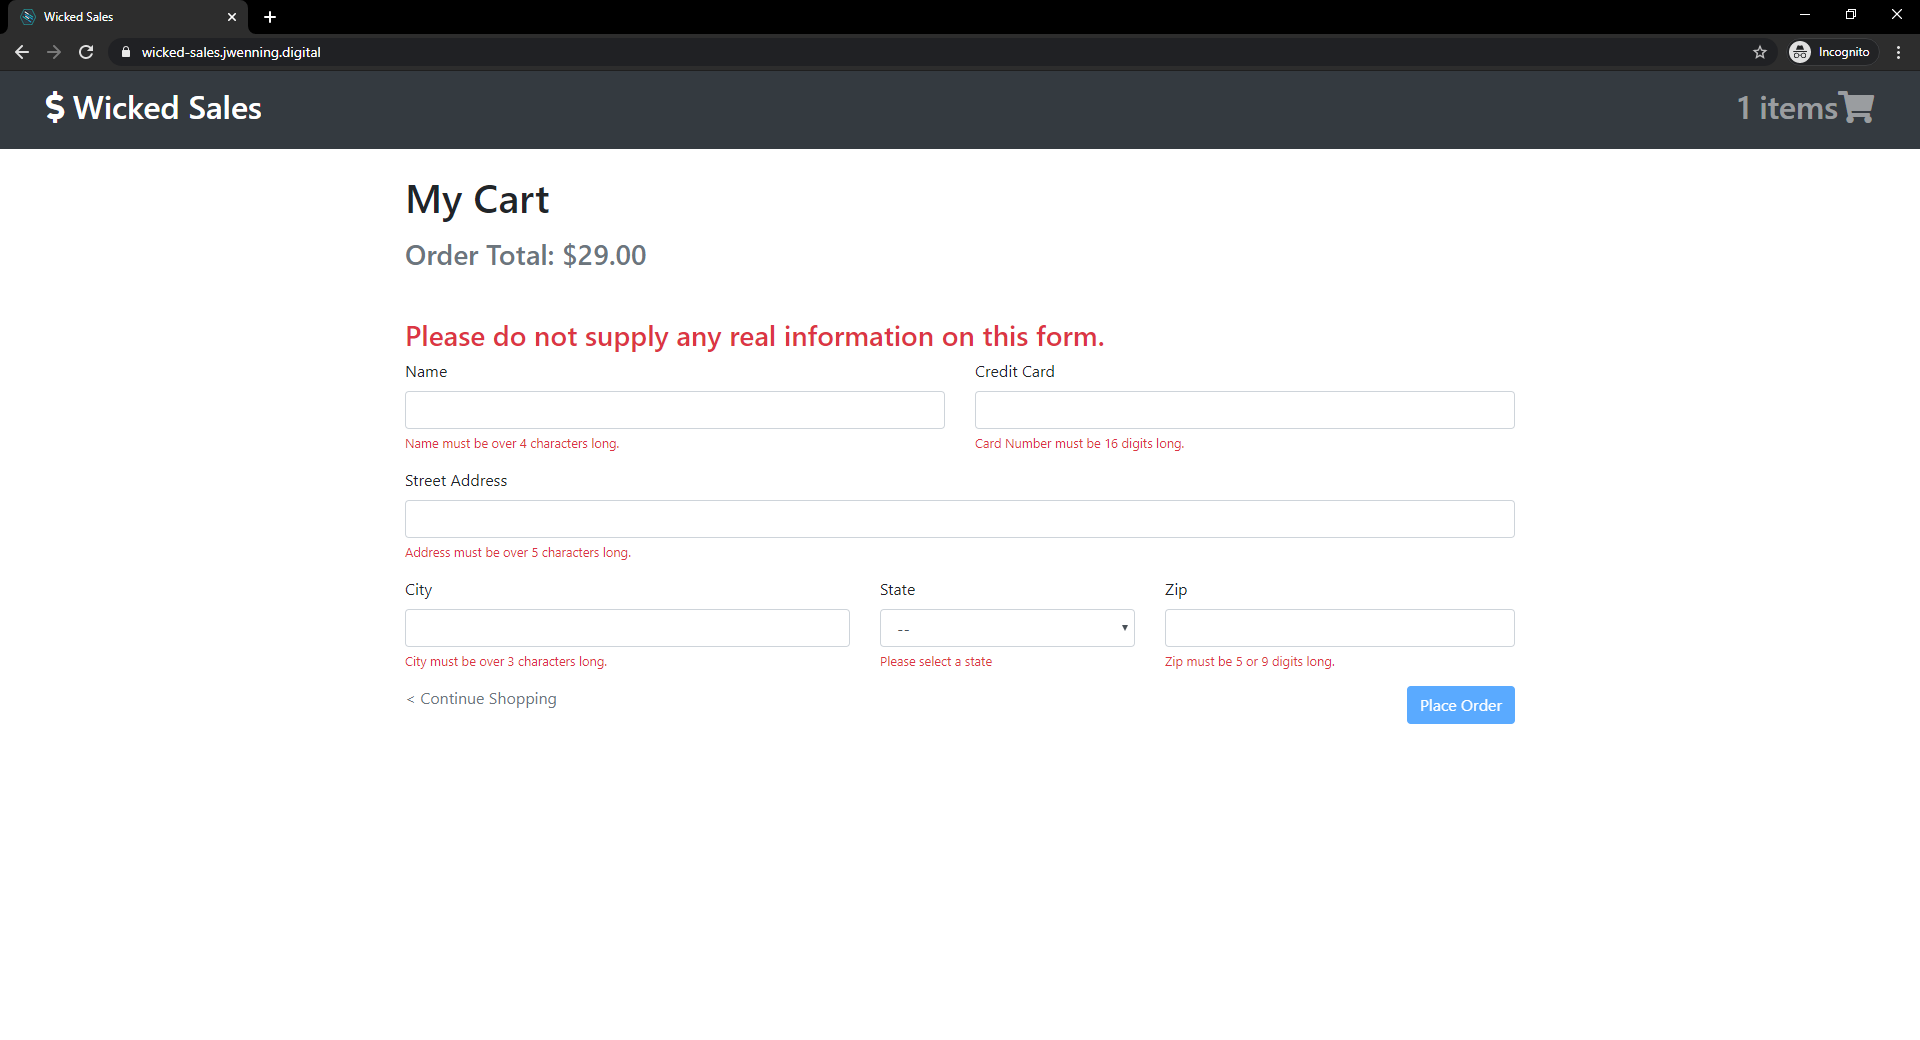 Wicked Sales
wicked-sales.jwenning.digital
Incognito
$ Wicked Sales
1 items
My Cart
Order Total: $29.00
Please do not supply any real information on this form.
Name
Credit Card
Name must be over 4 characters long.
Card Number must be 16 digits long.
Street Address
Address must be over 5 characters long.
City
State
Zip
--
City must be over 3 characters long.
Please select a state
Zip must be 5 or 9 digits long.
< Continue Shopping
Place Order